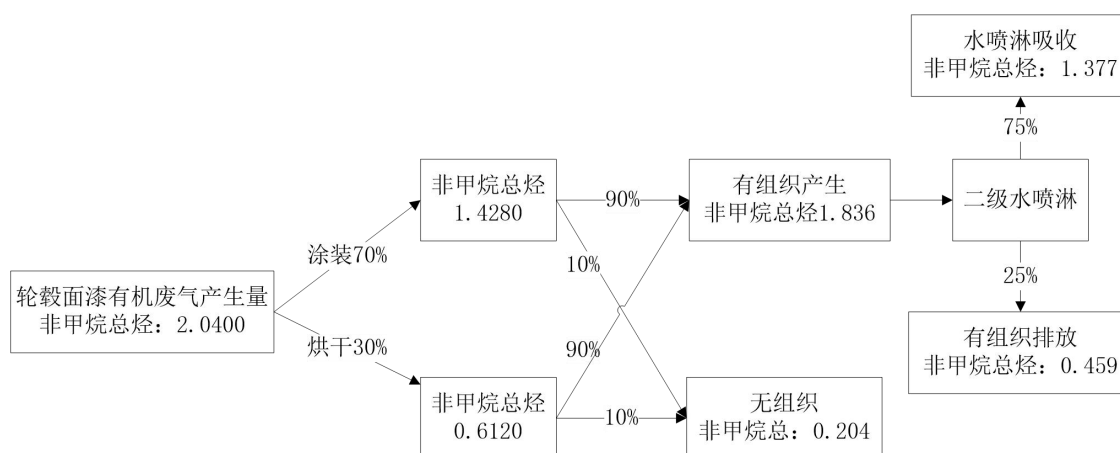 水喷淋吸收
非甲烷总烃：1.377
75%
非甲烷总烃
1.4280
90%
有组织产生
非甲烷总烃1.836
二级水喷淋
涂装70%
10%
25%
轮毂面漆有机废气产生量
非甲烷总烃：2.0400
有组织排放
非甲烷总烃：0.459
烘干30%
90%
非甲烷总烃
0.6120
10%
无组织
非甲烷总：0.204